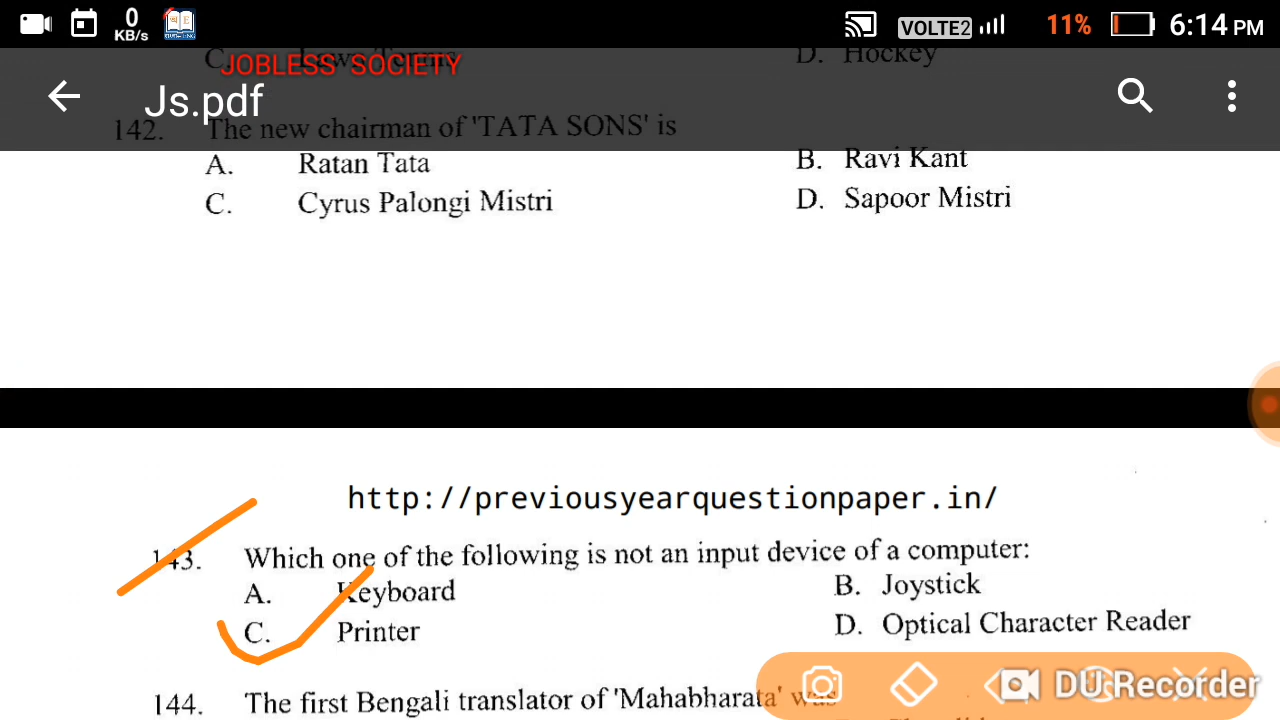 0
KB/s
VOLTE2
11%
6:14 PM
C. Lawn Tennis
D. Hockey
JOBLESS SOCIETY
Js.pdf
142. The new chairman of 'TATA SONS' is
A. Ratan Tata
B. Ravi Kant
C. Cyrus Palongi Mistri
D. Sapoor Mistri
http://previousyearquestionpaper.in/
143. Which one of the following is not an input device of a computer:
A. Keyboard
B. Joystick
C. Printer
D. Optical Character Reader
144. The first Bengali translator of 'Mahabharata' was
DU Recorder